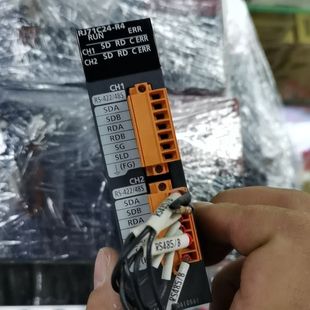 RJ71C24-R4
RUN ERR
CH1 SD RD C ERR
CH2 SD RD C ERR
CH1
RS-422/485
SDA
SDB
RDA
RDB
SG
SLD
(FG)
CH2
RS-422/485
SDA
SDB
RDA
RS485/B